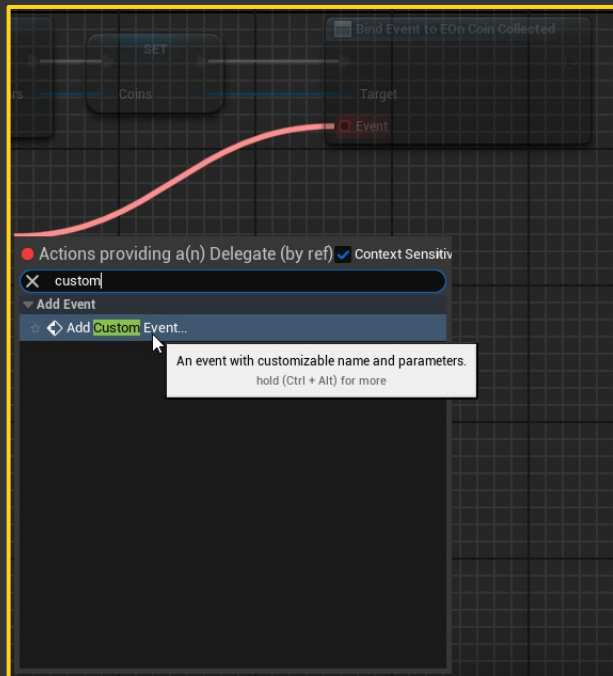 Bind Event to EOn Coin Collected
SET
rs
Coins
Target
Event
Actions providing a(n) Delegate (by ref)
Context Sensitiv
custom
Add Event
Add Custom Event...
An event with customizable name and parameters.
hold (Ctrl + Alt) for more